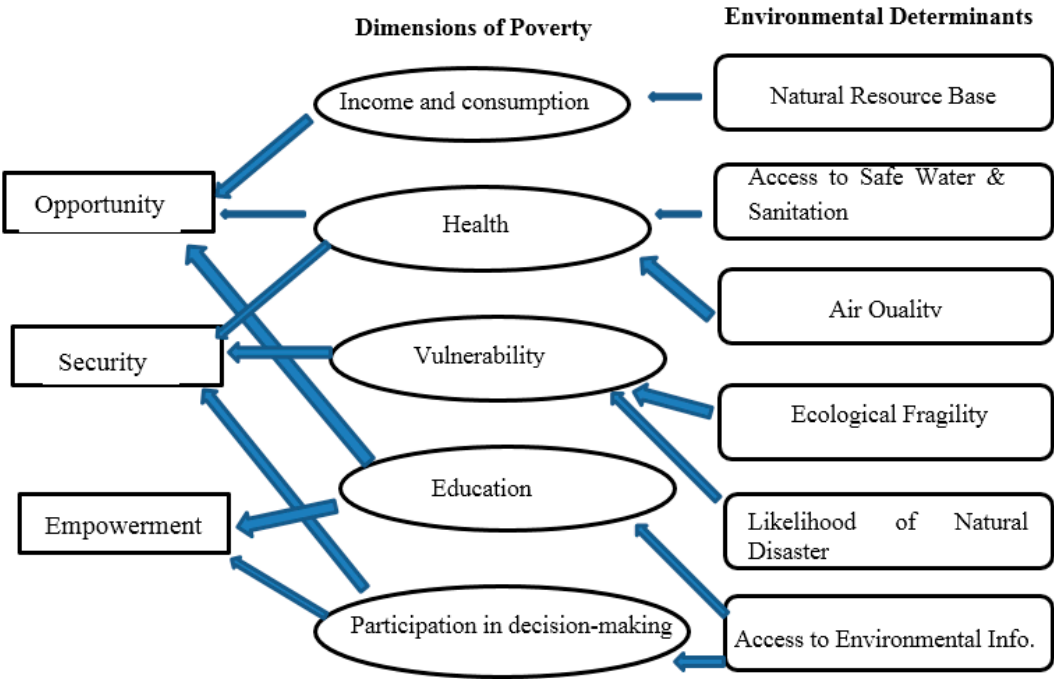 Dimensions of Poverty
Environmental Determinants
Income and consumption
Natural Resource Base
Opportunity
Health
Access to Safe Water &
Sanitation
Air Quality
Security
Vulnerability
Ecological Fragility
Education
Empowerment
Likelihood of Natural
Disaster
Participation in decision-making
Access to Environmental Info.